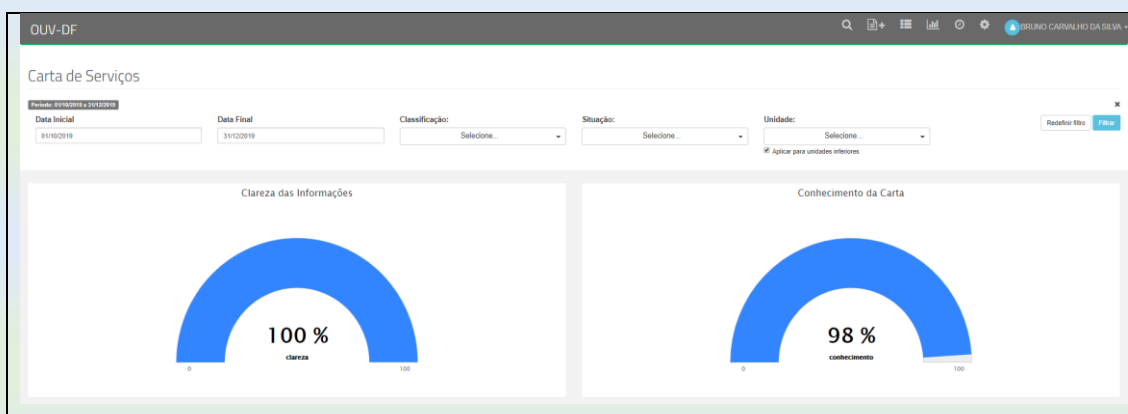 OUV-DF
BRUNO CARVALHO DA SILVA
Carta de Serviços
Período: 01/10/2019 a 31/12/2019
Data Inicial Data Final Classificação: Situação: Unidade:
01/10/2019 31/12/2019 Selecione... Selecione... Selecione... Redefinir filtro Filtrar
Aplicar para unidades inferiores
Clareza das Informações Conhecimento da Carta
100 % 98 %
clareza conhecimento
0 100 0 100